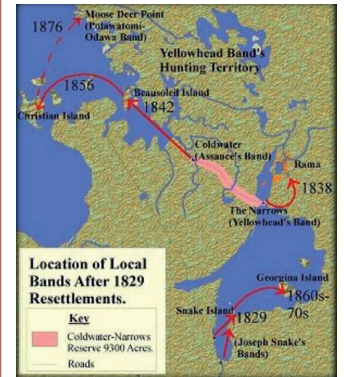 1876
Moose Deer Point
(Potawatomi-
Odawa Band)
Yellowhead Band's
Hunting Territory
1856
Beausoleil Island
1842
Christian Island
Coldwater
(Assance's Band)
Rama
1838
The Narrows
(Yellowhead's Band)
Location of Local
Bands After 1829
Resettlements.
Key
Coldwater-Narrows
Reserve 9300 Acres.
Roads
Georgina Island
1860s-
70s
Snake Island
1829
(Joseph Snake's
Bands)